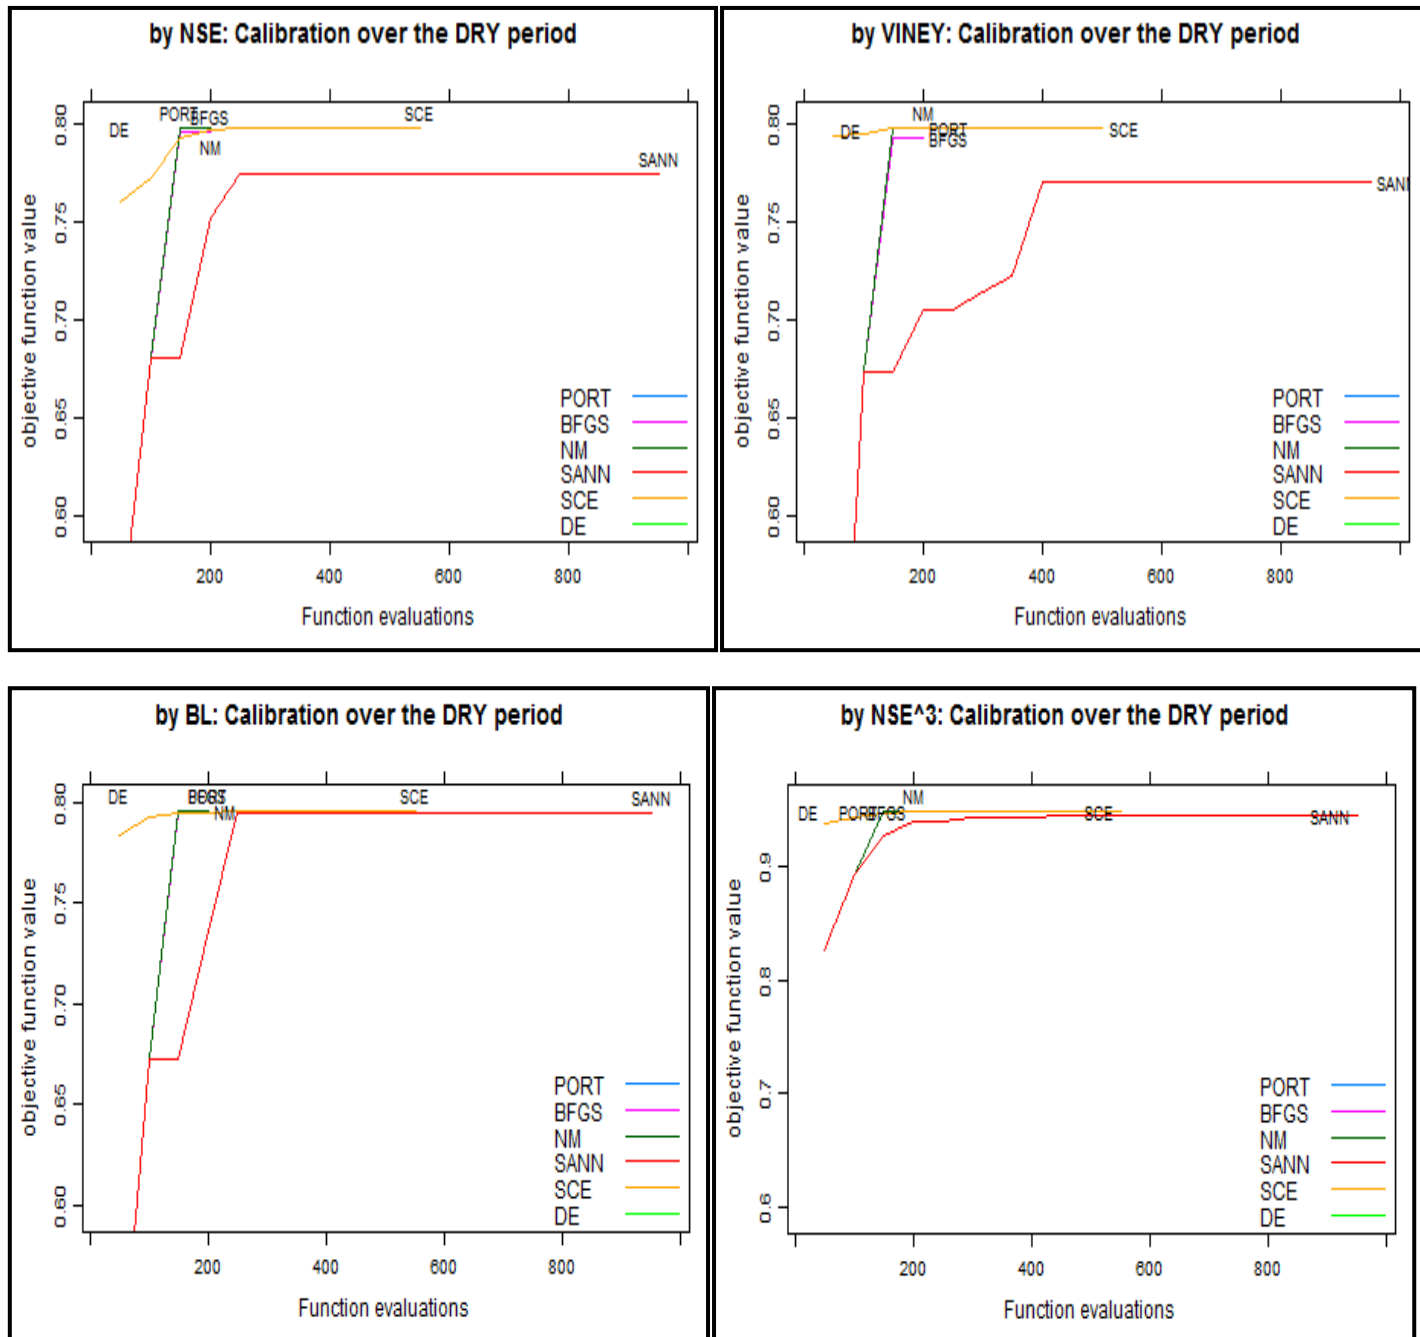 by NSE: Calibration over the DRY period
PORT
BFGS
SCE
DE
NM
SANN
0.80
0.75
0.70
0.65
0.60
objective function value
PORT
BFGS
NM
SANN
SCE
DE
200
400
600
800
Function evaluations
by VINEY: Calibration over the DRY period
NM
DE
PORT
SCE
BFGS
SANN
0.80
0.75
0.70
0.65
0.60
objective function value
PORT
BFGS
NM
SANN
SCE
DE
200
400
600
800
Function evaluations
by BL: Calibration over the DRY period
DE
BFGS
SCE
SANN
NM
0.80
0.75
0.70
0.65
0.60
objective function value
PORT
BFGS
NM
SANN
SCE
DE
200
400
600
800
Function evaluations
by NSE^3: Calibration over the DRY period
NM
DE
PORT
BFGS
SCE
SANN
0.9
0.8
0.7
0.6
objective function value
PORT
BFGS
NM
SANN
SCE
DE
200
400
600
800
Function evaluations